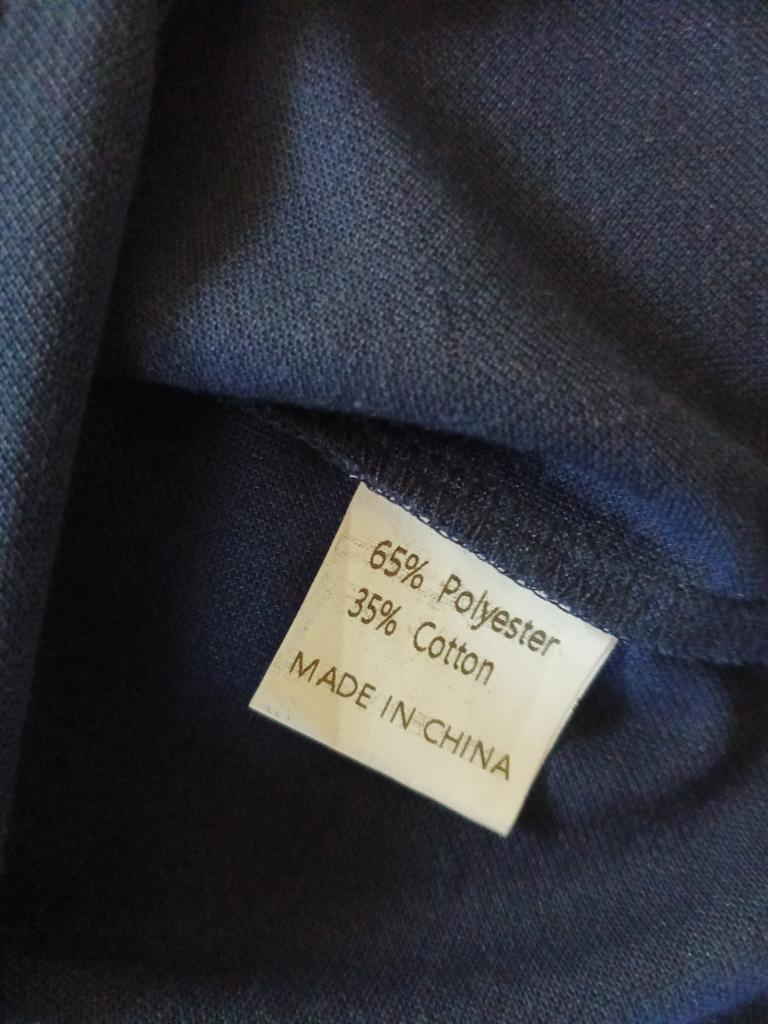 65% Polyester
35% Cotton
MADE IN CHINA